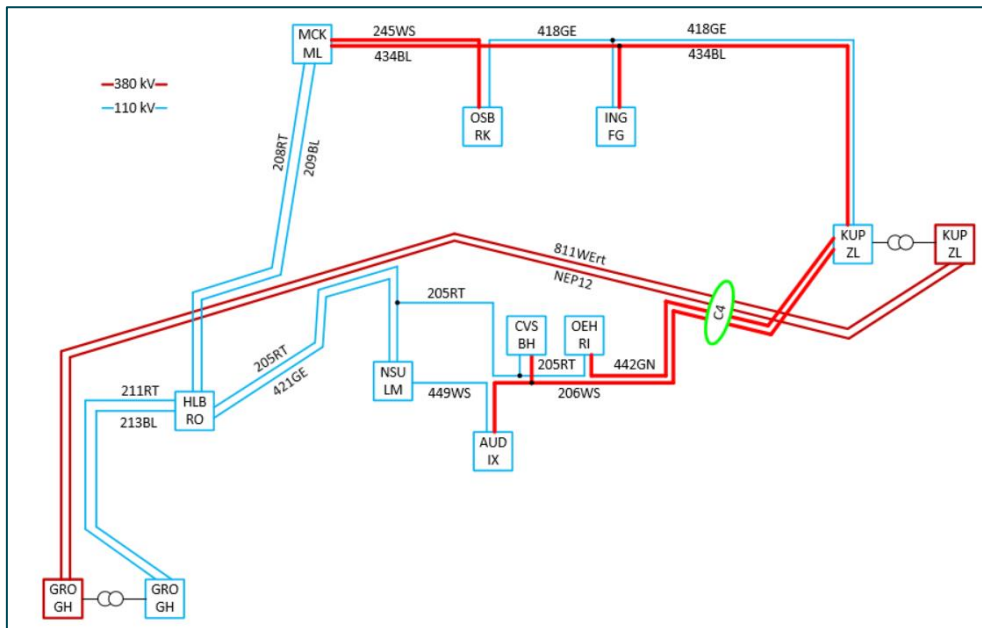 MCK
ML
245WS
434BL
418GE
418GE
434BL
380 kV
110 kV
OSB
RK
ING
FG
208RT
209BL
KUP
ZL
KUP
ZL
811WErt
NEP12
C4
205RT
CVS
BH
OEH
RI
205RT
421GE
NSU
LM
205RT
442GN
449WS
206WS
211RT
213BL
HLB
RO
AUD
IX
GRO
GH
GRO
GH